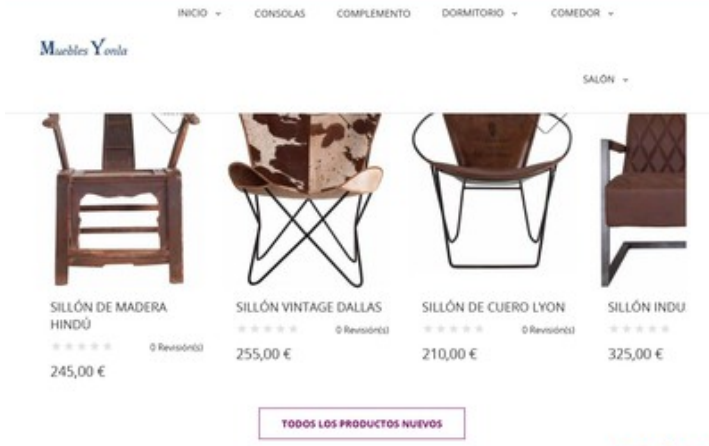 INICIO
CONSOLAS
COMPLEMENTO
DORMITORIO
COMEDOR
Muebles Yonla
SALÓN
SILLÓN DE MADERA
HINDÚ
0 Revisión(s)
245,00 €
SILLÓN VINTAGE DALLAS
0 Revisión(s)
255,00 €
SILLÓN DE CUERO LYON
0 Revisión(s)
210,00 €
SILLÓN INDU
325,00 €
TODOS LOS PRODUCTOS NUEVOS